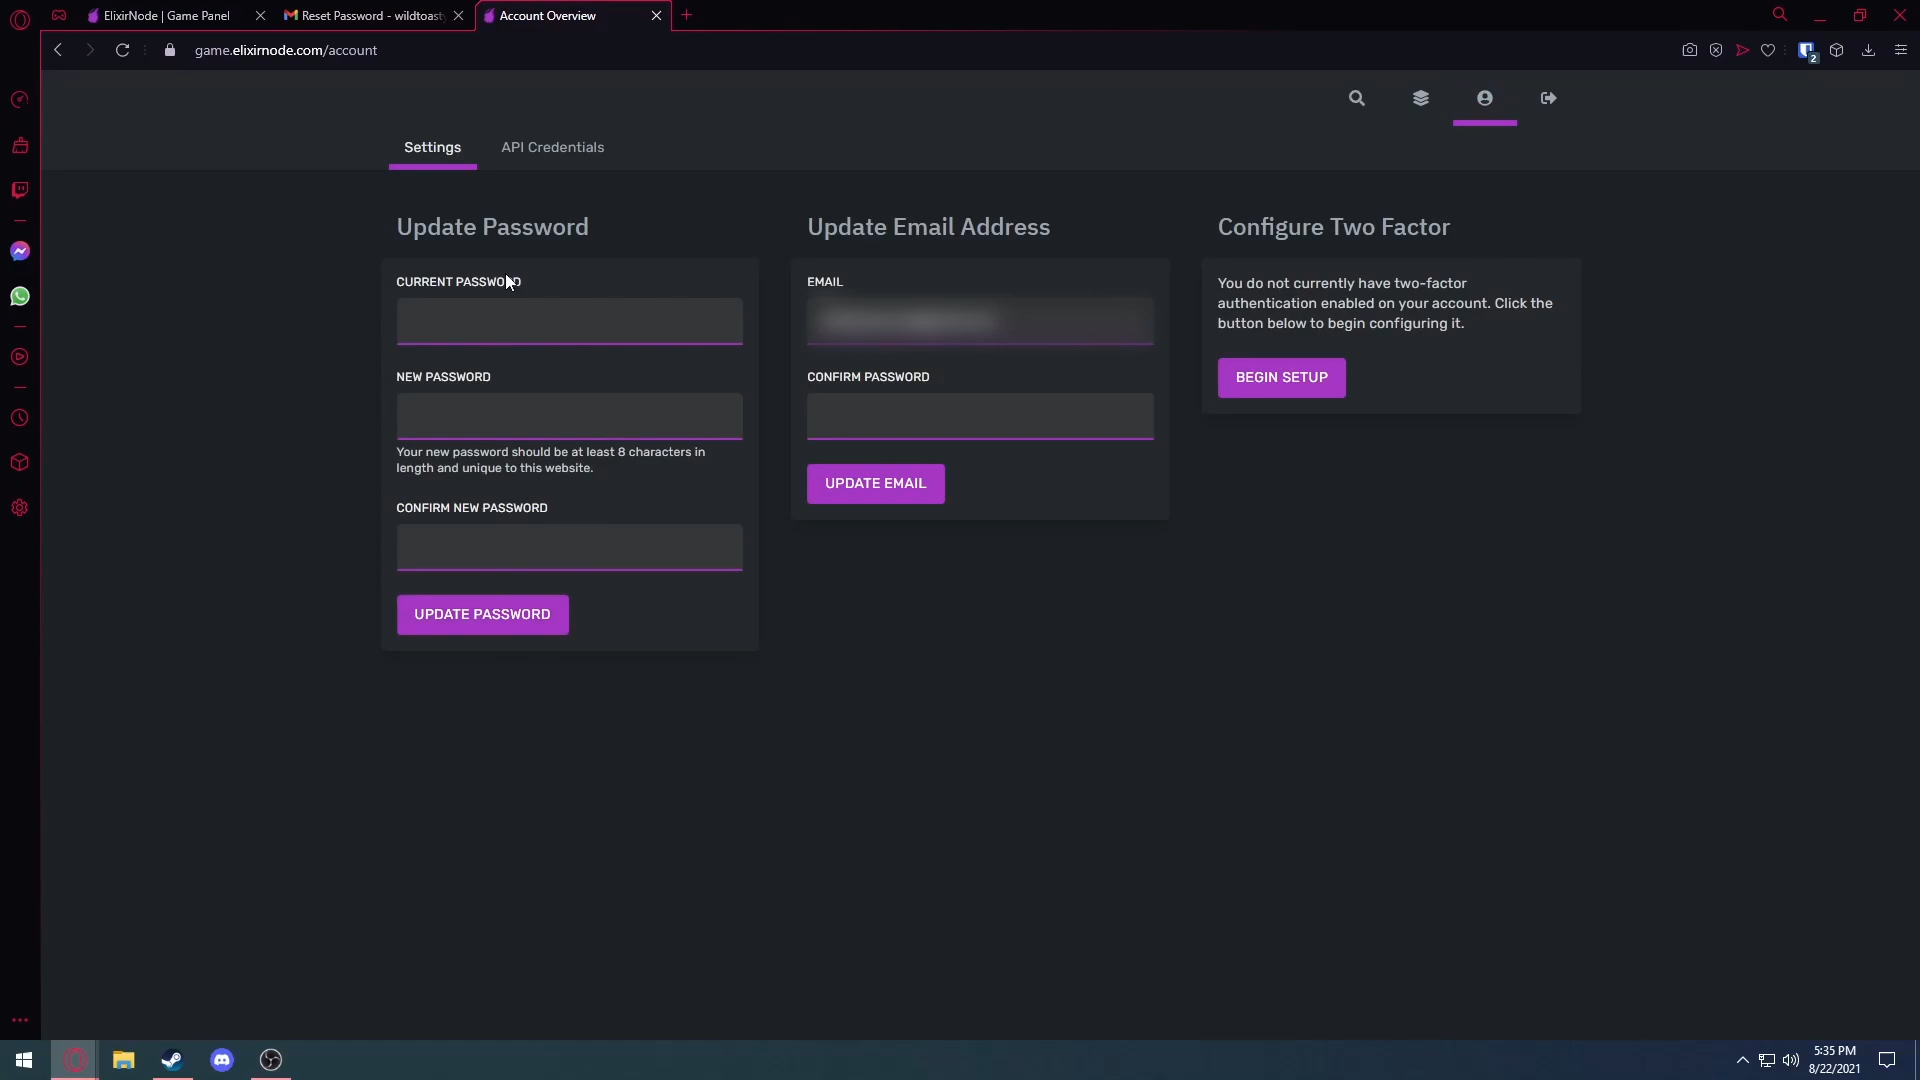 ElixirNode | Game Panel
Reset Password - wildtoast
Account Overview
game.elixirnode.com/account
2
Settings
API Credentials
Update Password
CURRENT PASSWORD
NEW PASSWORD
Your new password should be at least 8 characters in
length and unique to this website.
CONFIRM NEW PASSWORD
UPDATE PASSWORD
Update Email Address
EMAIL
CONFIRM PASSWORD
UPDATE EMAIL
Configure Two Factor
You do not currently have two-factor
authentication enabled on your account. Click the
button below to begin configuring it.
BEGIN SETUP
5:35 PM
8/22/2021